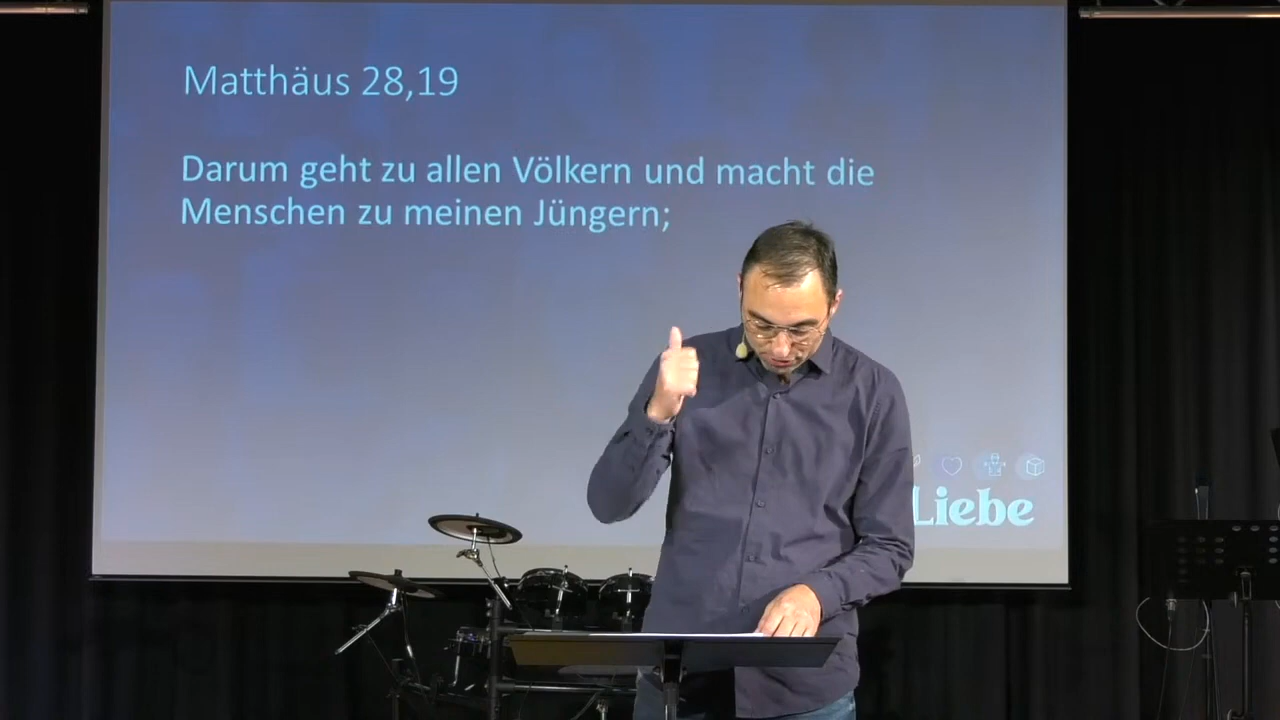 Matthäus 28,19
Darum geht zu allen Völkern und macht die
Menschen zu meinen Jüngern;
Liebe